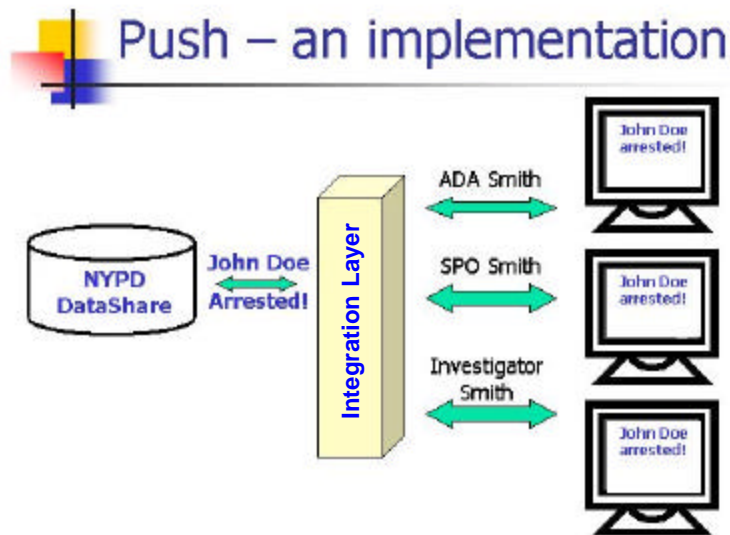 Push – an implementation
NYPD
DataShare
John Doe
Arrested!
Integration Layer
ADA Smith
SPO Smith
Investigator
Smith
John Doe
arrested!
John Doe
arrested!
John Doe
arrested!